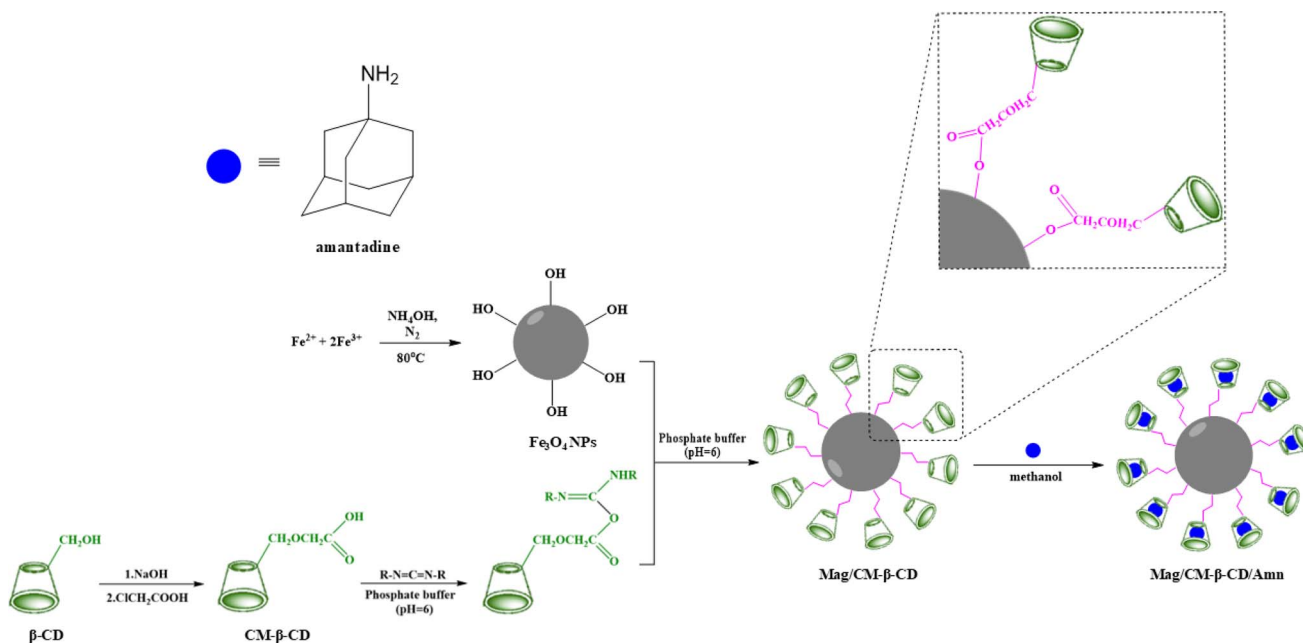 NH₂
≡
amantadine
O
CH₂COH₂C
O
O
O
CH₂COH₂C
Fe²⁺ + 2Fe³⁺
NH₄OH,
N₂
80°C
OH
HO
OH
HO
OH
OH
Fe₃O₄ NPs
Phosphate buffer
(pH=6)
Mag/CM-β-CD
methanol
Mag/CM-β-CD/Amn
CH₂OH
β-CD
1.NaOH
2.ClCH₂COOH
CH₂OCH₂C
OH
O
CM-β-CD
R-N=C=N-R
Phosphate buffer
(pH=6)
NHR
R-N
C
O
CH₂OCH₂C
O